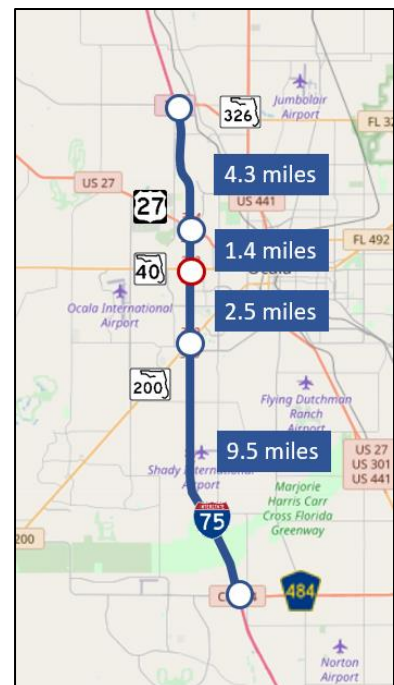 Jumbolair
Airport
326
FL 32
4.3 miles
US 27
27
US 441
1.4 miles
FL 492
40
Ocala
Ocala International
Airport
2.5 miles
200
Flying Dutchman
Ranch
Airport
9.5 miles
US 27
US 301
US 441
Shady International
Airport
Marjorie
Harris Carr
Cross Florida
Greenway
INTERSTATE
75
200
484
Norton
Airport